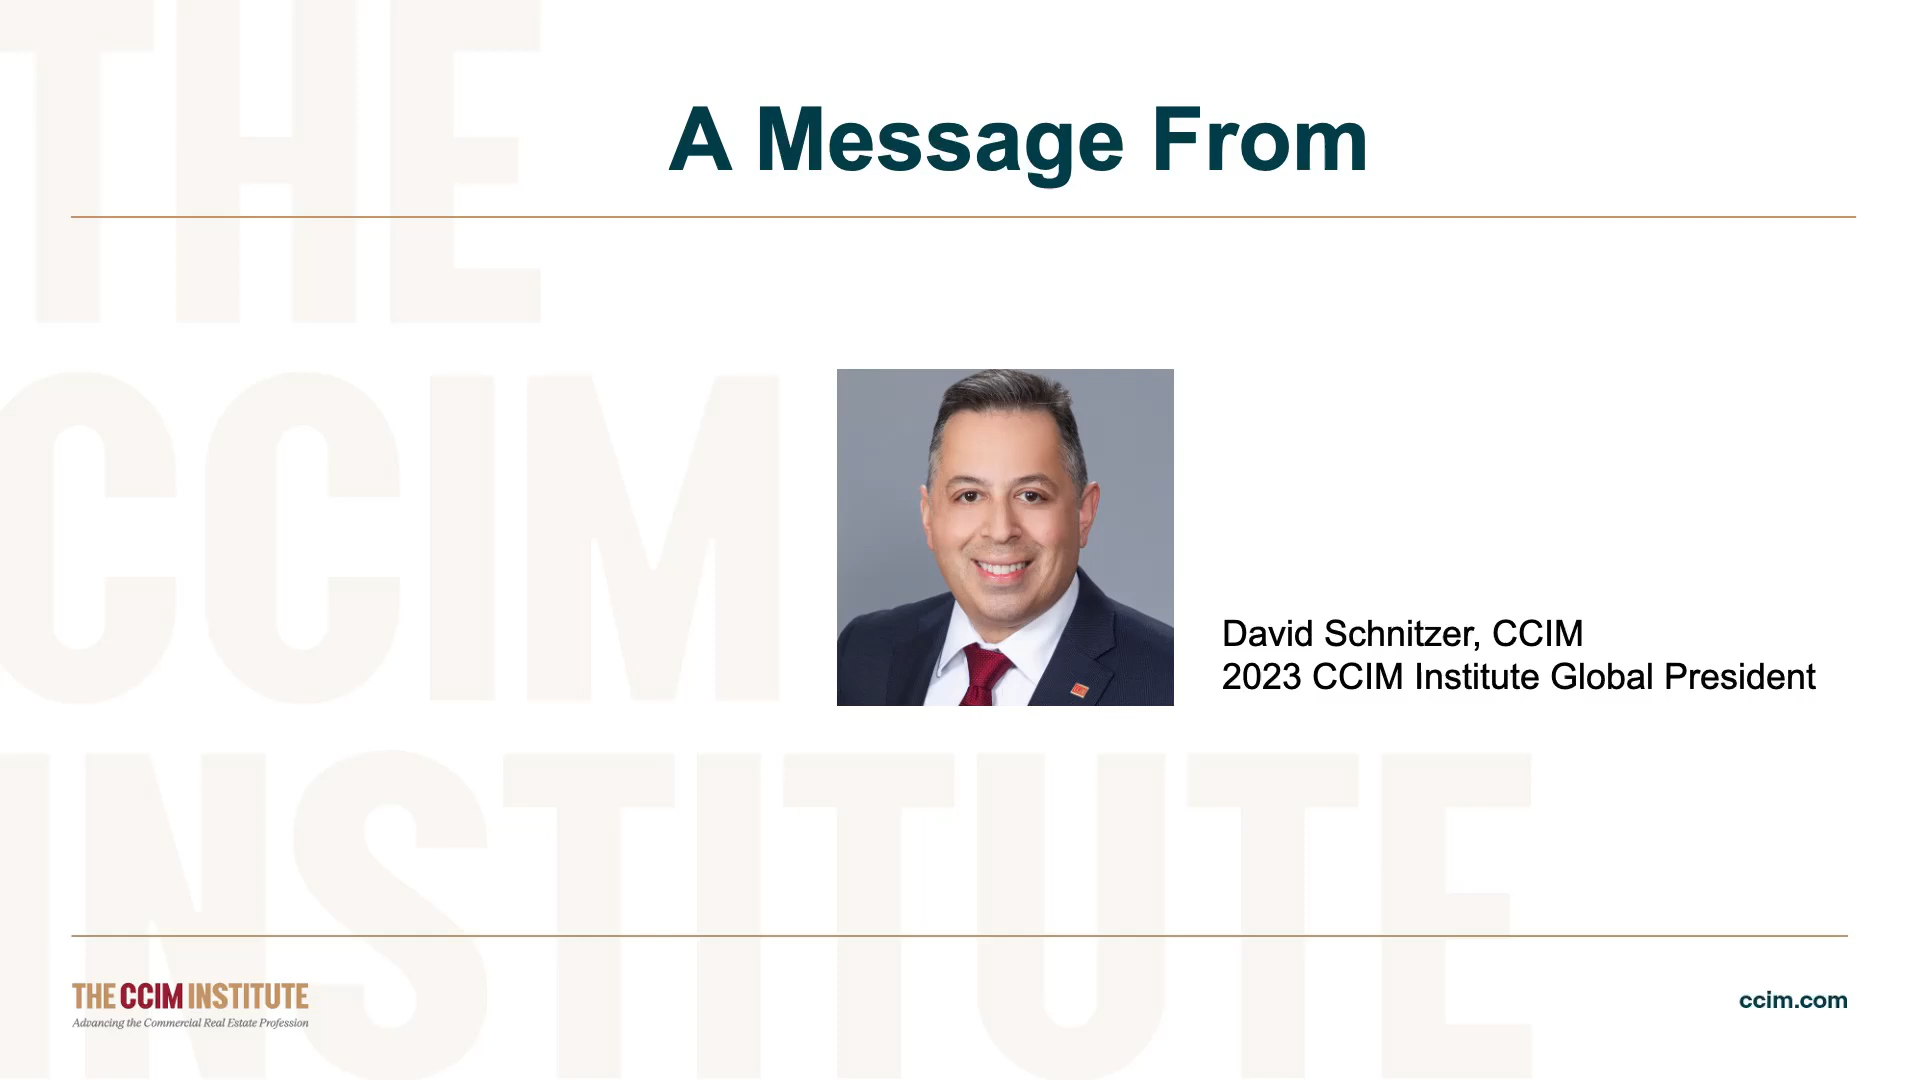 THE
CCIM
INSTITUTE
A Message From
David Schnitzer, CCIM
2023 CCIM Institute Global President
THE CCIM INSTITUTE
Advancing the Commercial Real Estate Profession
ccim.com